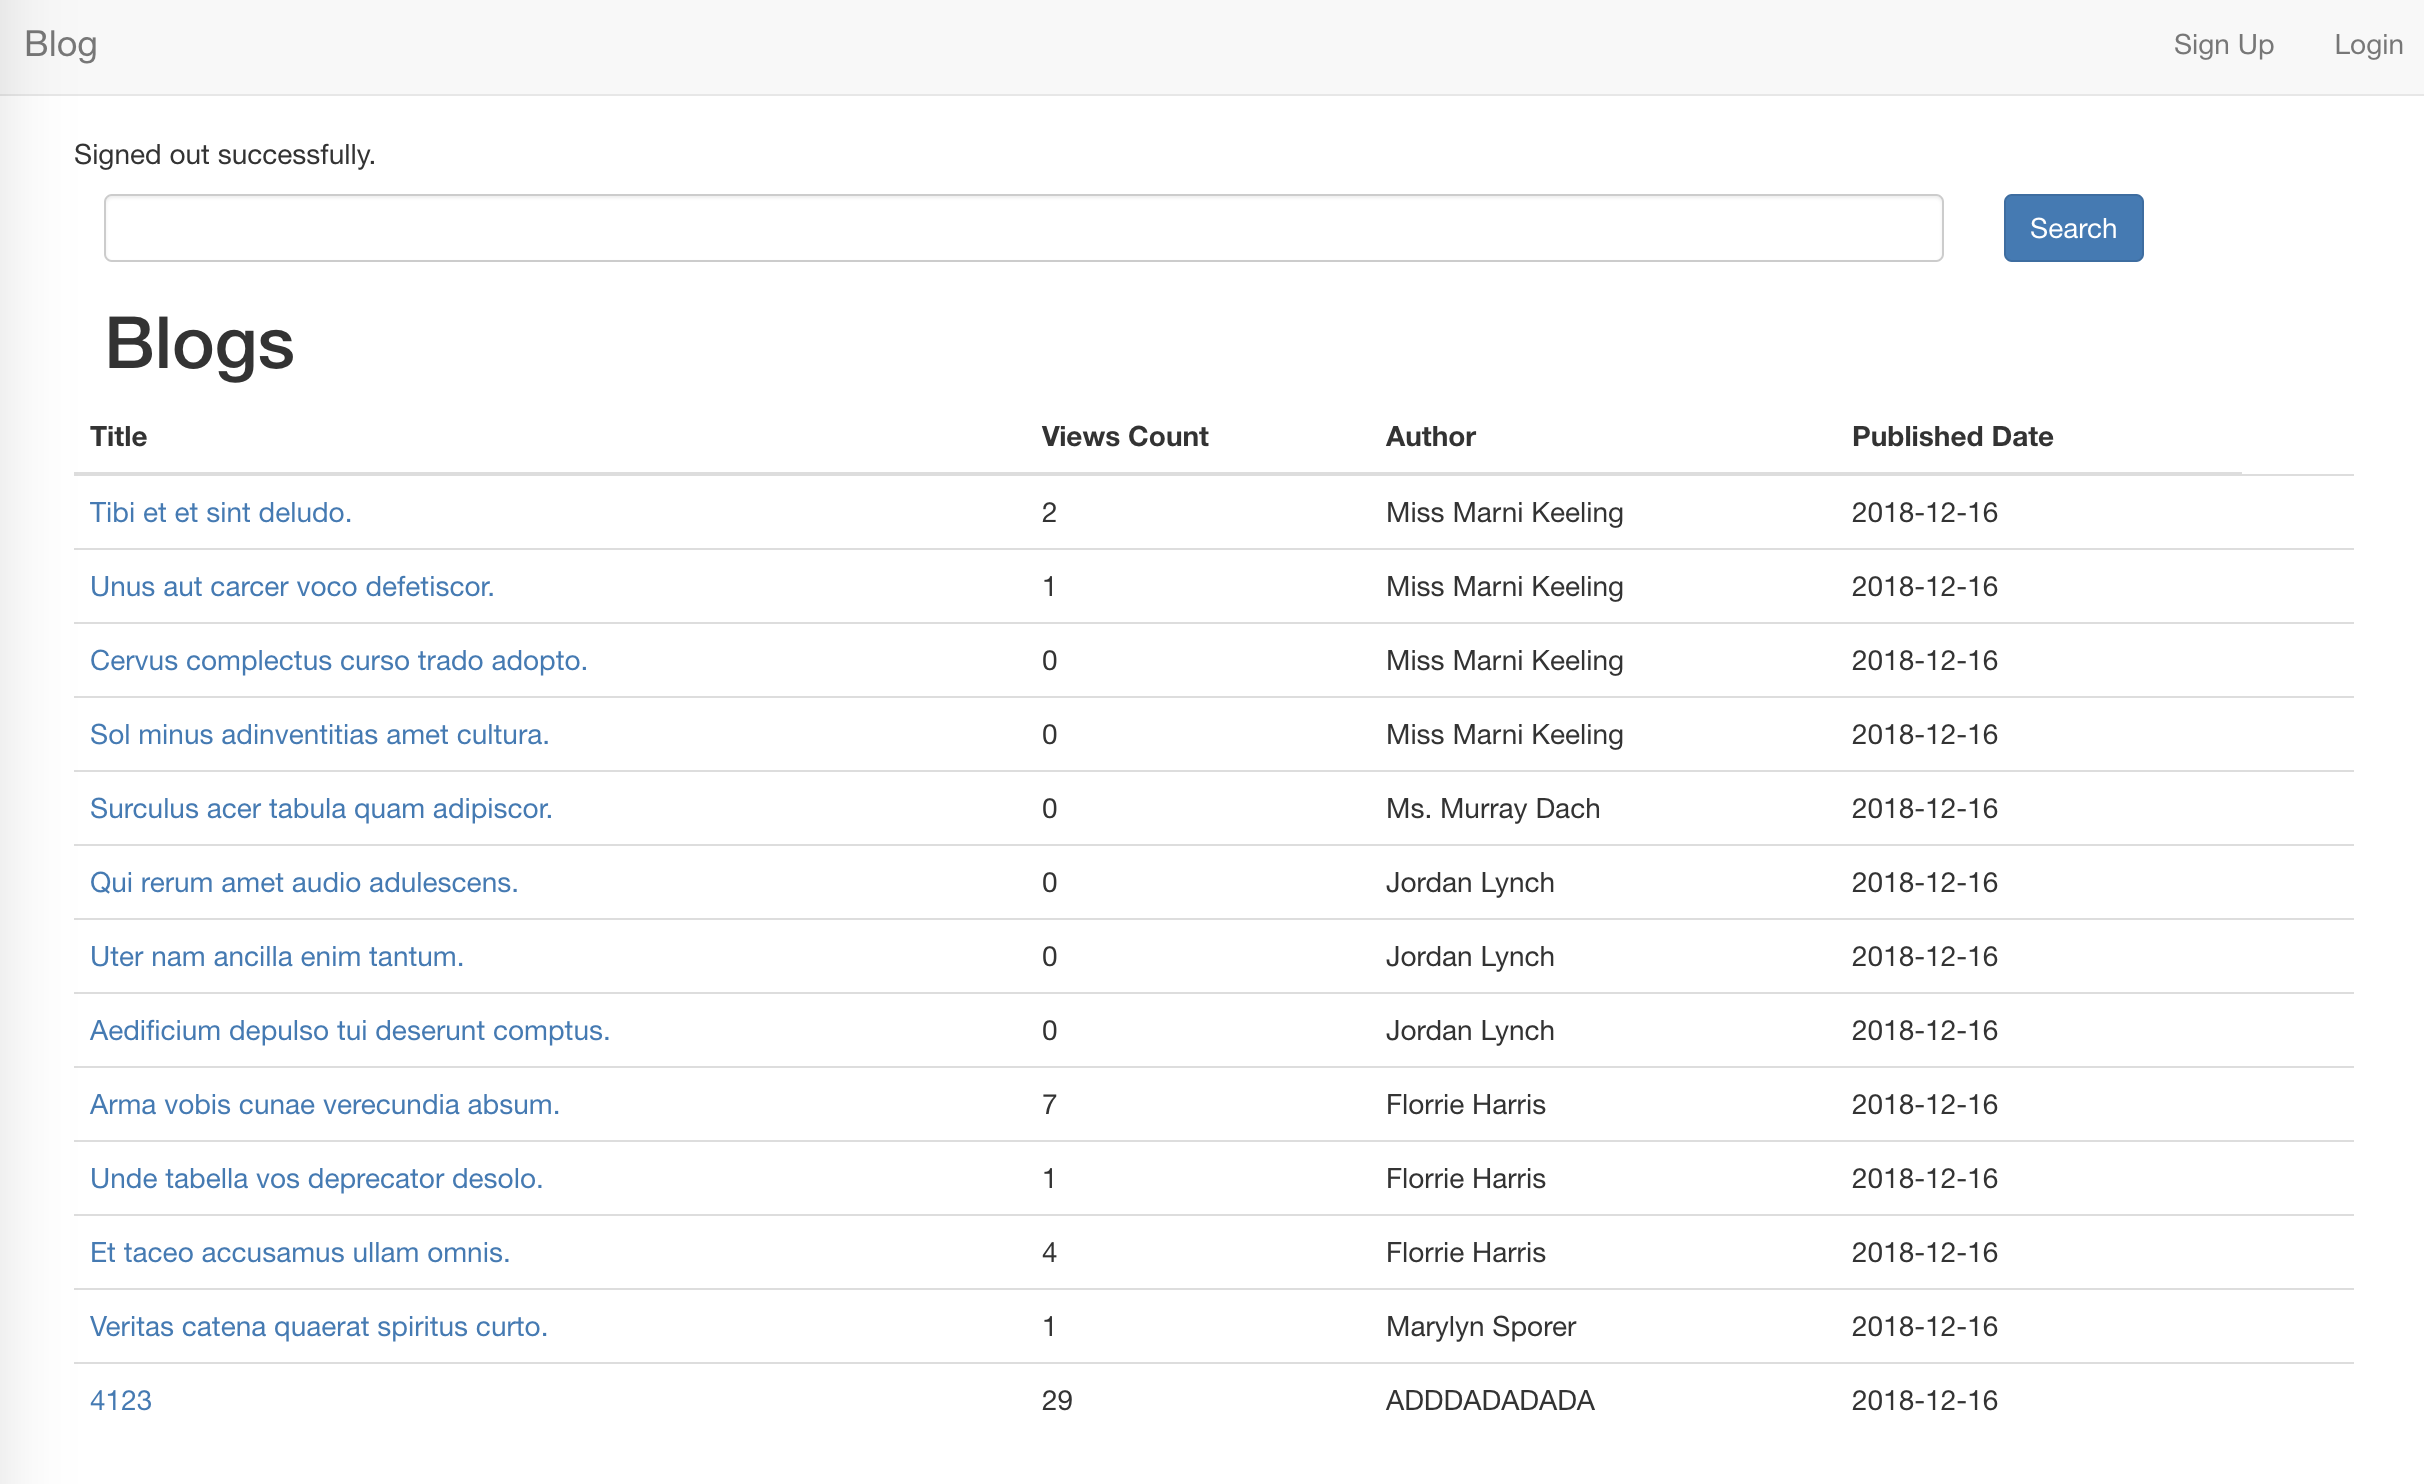 Blog Sign Up Login
Signed out successfully.
Search
Blogs
Title Views Count Author Published Date
Tibi et et sint deludo. 2 Miss Marni Keeling 2018-12-16
Unus aut carcer voco defetiscor. 1 Miss Marni Keeling 2018-12-16
Cervus complectus curso trado adopto. 0 Miss Marni Keeling 2018-12-16
Sol minus adinventitias amet cultura. 0 Miss Marni Keeling 2018-12-16
Surculus acer tabula quam adipiscor. 0 Ms. Murray Dach 2018-12-16
Qui rerum amet audio adulescens. 0 Jordan Lynch 2018-12-16
Uter nam ancilla enim tantum. 0 Jordan Lynch 2018-12-16
Aedificium depulso tui deserunt comptus. 0 Jordan Lynch 2018-12-16
Arma vobis cunae verecundia absum. 7 Florrie Harris 2018-12-16
Unde tabella vos deprecator desolo. 1 Florrie Harris 2018-12-16
Et taceo accusamus ullam omnis. 4 Florrie Harris 2018-12-16
Veritas catena quaerat spiritus curto. 1 Marylyn Sporer 2018-12-16
4123 29 ADDDADADADA 2018-12-16